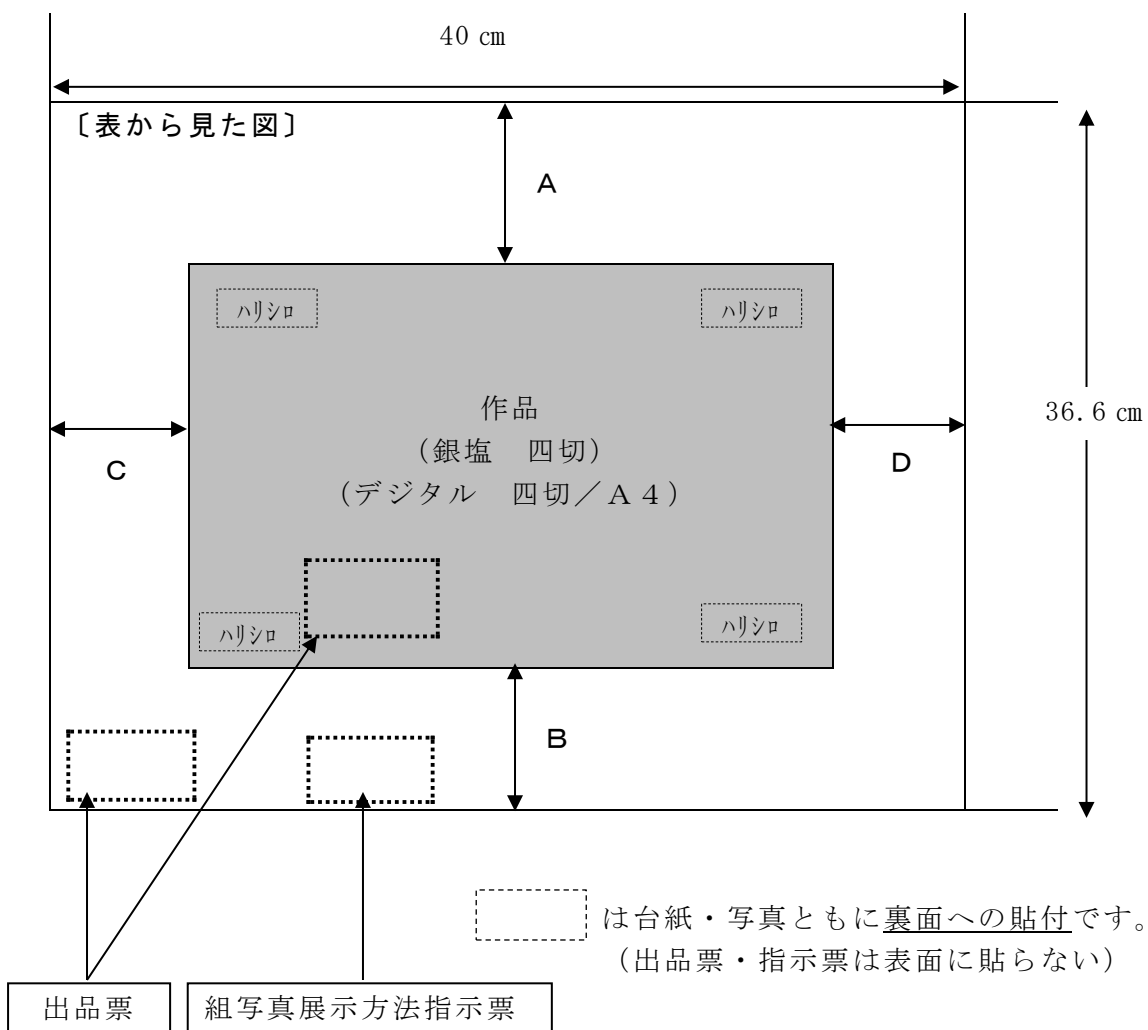 40 ㎝
〔表から見た図〕
A
ハリシロ
ハリシロ
作品
(銀塩　四切)
(デジタル　四切／Ａ４)
C
D
36.6 ㎝
ハリシロ
ハリシロ
B
は台紙・写真ともに裏面への貼付です。
(出品票・指示票は表面に貼らない)
出品票
組写真展示方法指示票